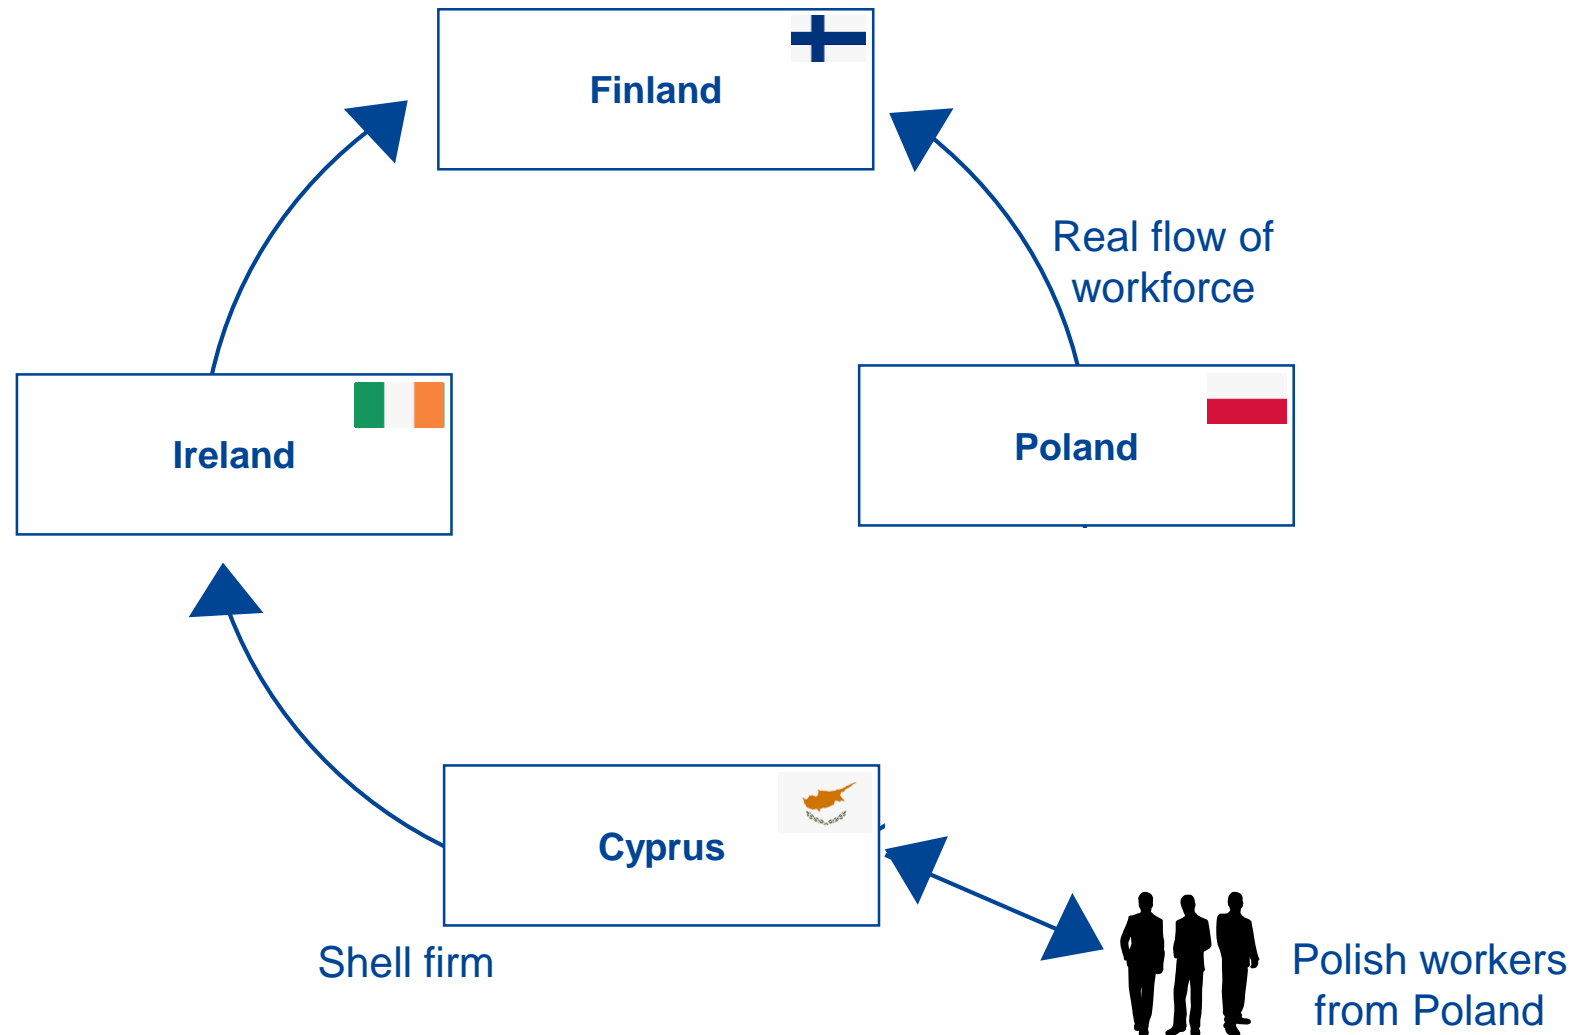 Finland
Real flow of
workforce
Ireland
Poland
Cyprus
Shell firm
Polish workers
from Poland